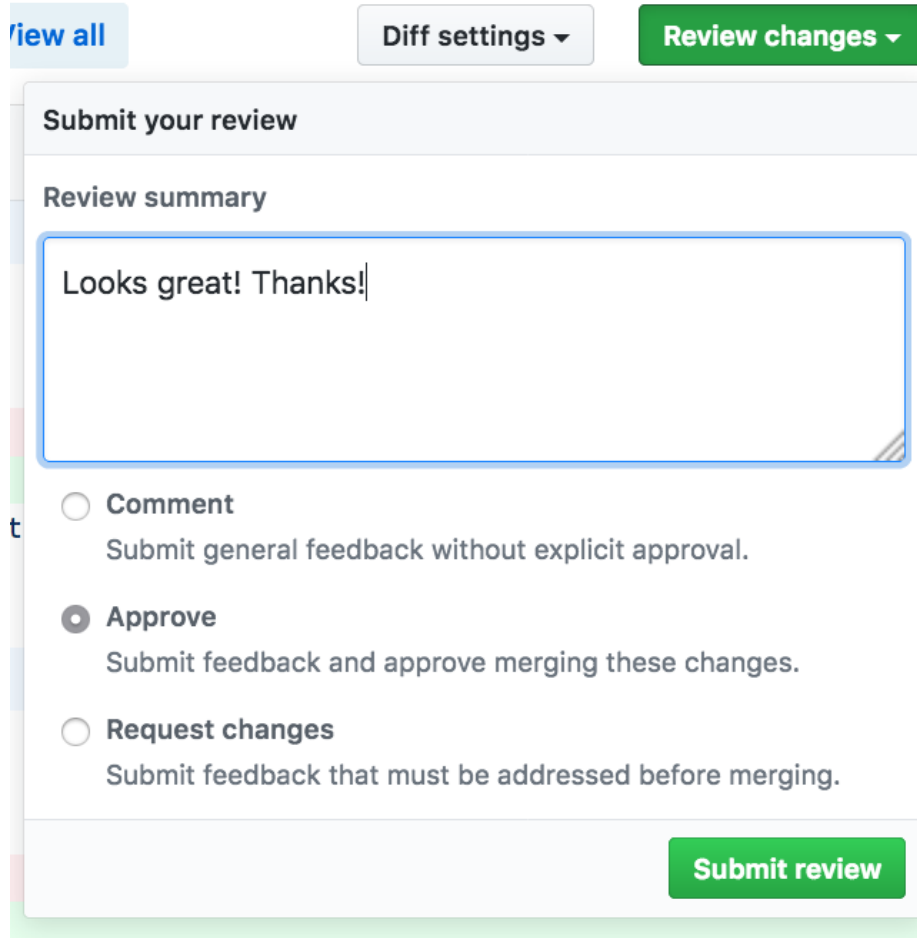 View all
Diff settings
Review changes
Submit your review
Review summary
Looks great! Thanks!
Comment
Submit general feedback without explicit approval.
t
Approve
Submit feedback and approve merging these changes.
Request changes
Submit feedback that must be addressed before merging.
Submit review